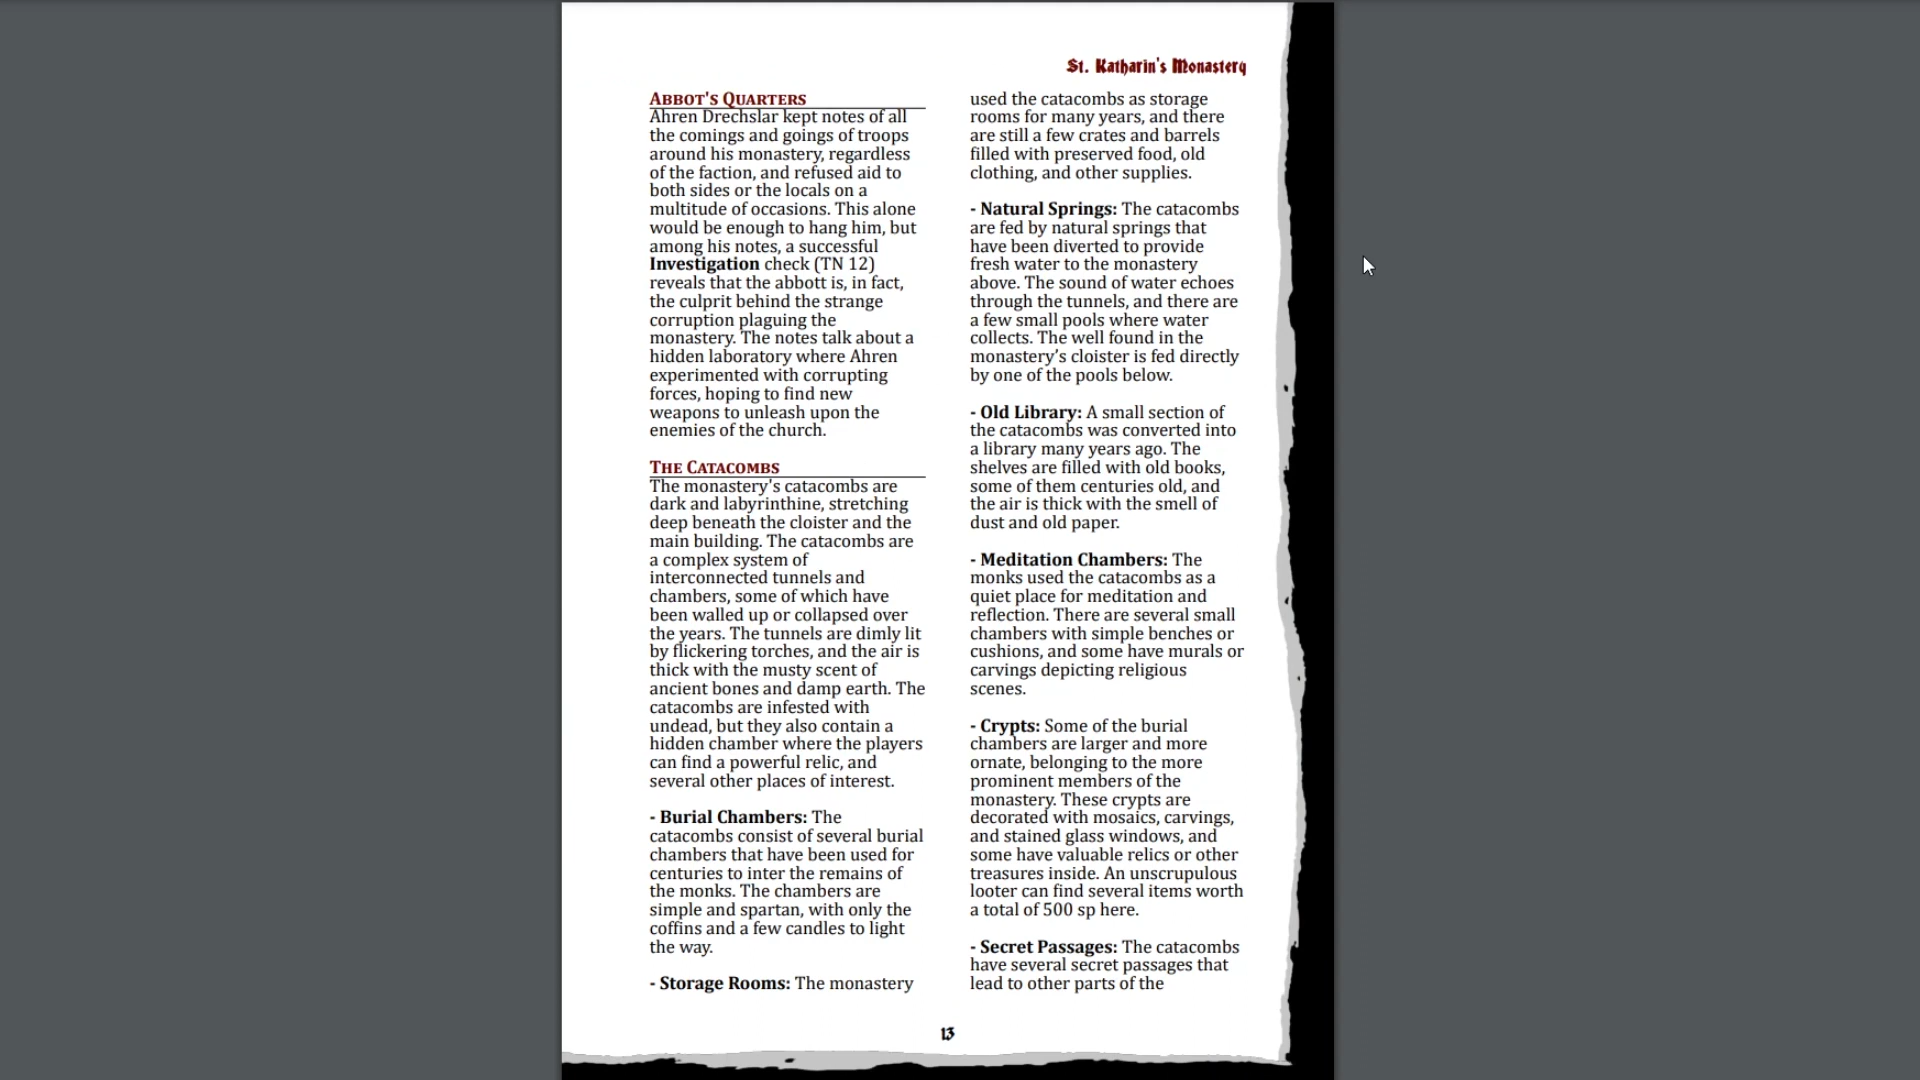 St. Katharin's Monastery
Abbot's Quarters
Ahren Drechslar kept notes of all
the comings and goings of troops
around his monastery, regardless
of the faction, and refused aid to
both sides or the locals on a
multitude of occasions. This alone
would be enough to hang him, but
among his notes, a successful
Investigation check (TN 12)
reveals that the abbott is, in fact,
the culprit behind the strange
corruption plaguing the
monastery. The notes talk about a
hidden laboratory where Ahren
experimented with corrupting
forces, hoping to find new
weapons to unleash upon the
enemies of the church.
The Catacombs
The monastery's catacombs are
dark and labyrinthine, stretching
deep beneath the cloister and the
main building. The catacombs are
a complex system of
interconnected tunnels and
chambers, some of which have
been walled up or collapsed over
the years. The tunnels are dimly lit
by flickering torches, and the air is
thick with the musty scent of
ancient bones and damp earth. The
catacombs are infested with
undead, but they also contain a
hidden chamber where the players
can find a powerful relic, and
several other places of interest.
- Burial Chambers: The
catacombs consist of several burial
chambers that have been used for
centuries to inter the remains of
the monks. The chambers are
simple and spartan, with only the
coffins and a few candles to light
the way.
- Storage Rooms: The monastery
used the catacombs as storage
rooms for many years, and there
are still a few crates and barrels
filled with preserved food, old
clothing, and other supplies.
- Natural Springs: The catacombs
are fed by natural springs that
have been diverted to provide
fresh water to the monastery
above. The sound of water echoes
through the tunnels, and there are
a few small pools where water
collects. The well found in the
monastery’s cloister is fed directly
by one of the pools below.
- Old Library: A small section of
the catacombs was converted into
a library many years ago. The
shelves are filled with old books,
some of them centuries old, and
the air is thick with the smell of
dust and old paper.
- Meditation Chambers: The
monks used the catacombs as a
quiet place for meditation and
reflection. There are several small
chambers with simple benches or
cushions, and some have murals or
carvings depicting religious
scenes.
- Crypts: Some of the burial
chambers are larger and more
ornate, belonging to the more
prominent members of the
monastery. These crypts are
decorated with mosaics, carvings,
and stained glass windows, and
some have valuable relics or other
treasures inside. An unscrupulous
looter can find several items worth
a total of 500 sp here.
- Secret Passages: The catacombs
have several secret passages that
lead to other parts of the
13